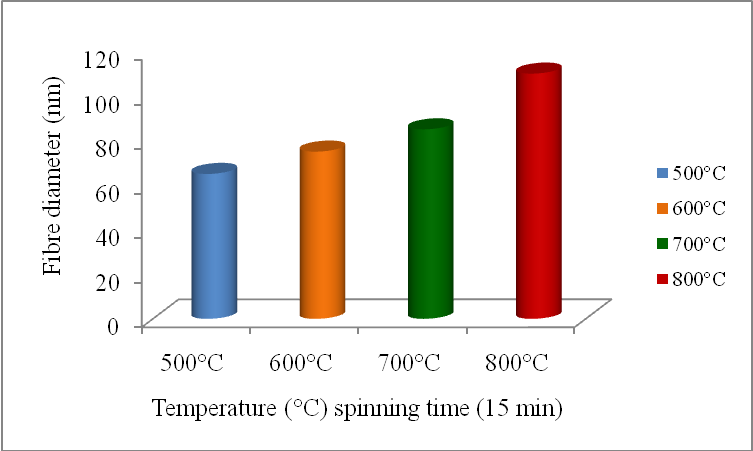 120
100
80
60
40
20
0
Fibre diameter (nm)
500°C 600°C 700°C 800°C
Temperature (°C) spinning time (15 min)
500°C
600°C
700°C
800°C